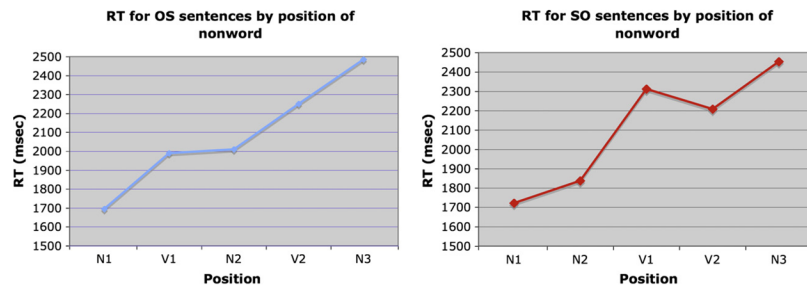 RT for OS sentences by position of
nonword
2500
2400
2300
2200
2100
2000
1900
1800
1700
1600
1500
RT (msec)
N1 V1 N2 V2 N3
Position
RT for SO sentences by position of
nonword
2500
2400
2300
2200
2100
2000
1900
1800
1700
1600
1500
RT (msec)
N1 N2 V1 V2 N3
Position